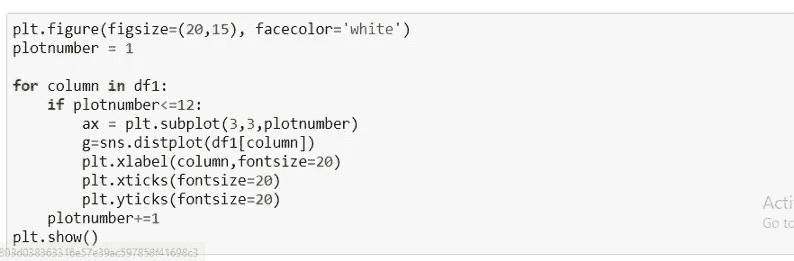 plt.figure(figsize=(20,15), facecolor='white')
plotnumber = 1
for column in df1:
    if plotnumber<=12:
        ax = plt.subplot(3,3,plotnumber)
        g=sns.distplot(df1[column])
        plt.xlabel(column,fontsize=20)
        plt.xticks(fontsize=20)
        plt.yticks(fontsize=20)
    plotnumber+=1
plt.show()
Acti
Go to